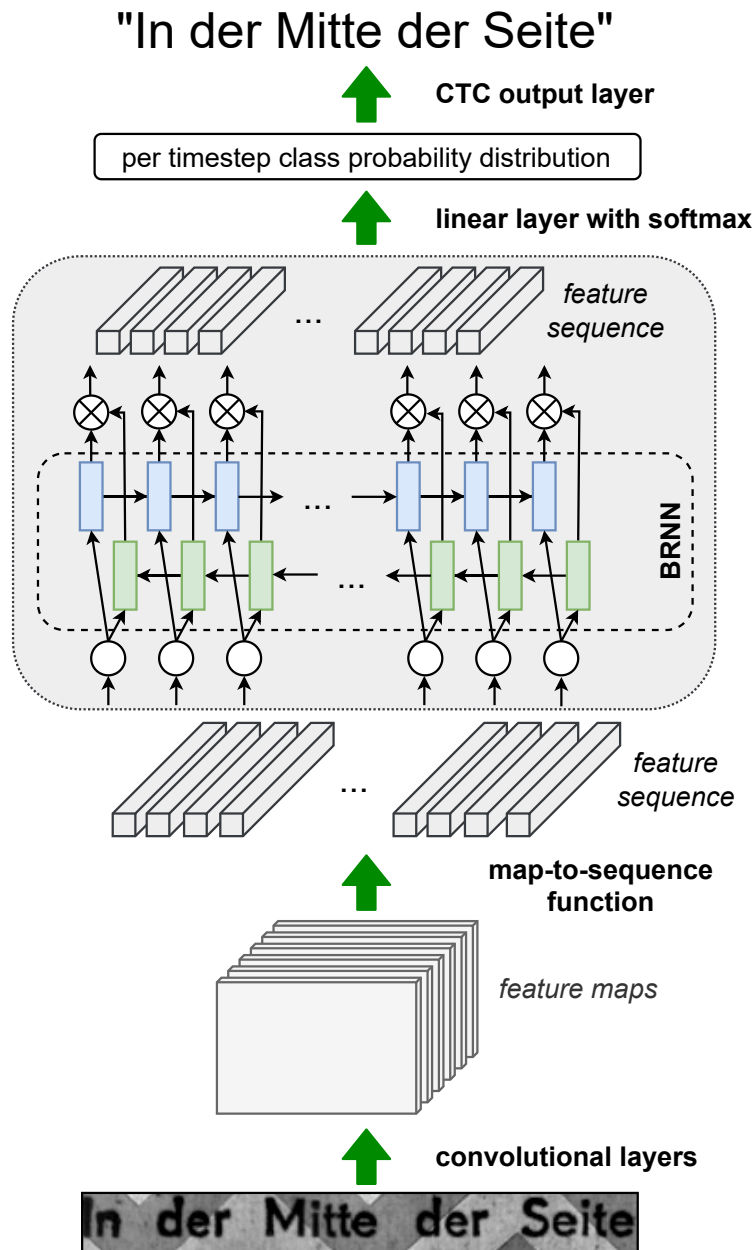 "In der Mitte der Seite"
CTC output layer
per timestep class probability distribution
linear layer with softmax
feature
sequence
...
...
BRNN
...
feature
sequence
...
map-to-sequence
function
feature maps
convolutional layers
In der Mitte der Seite